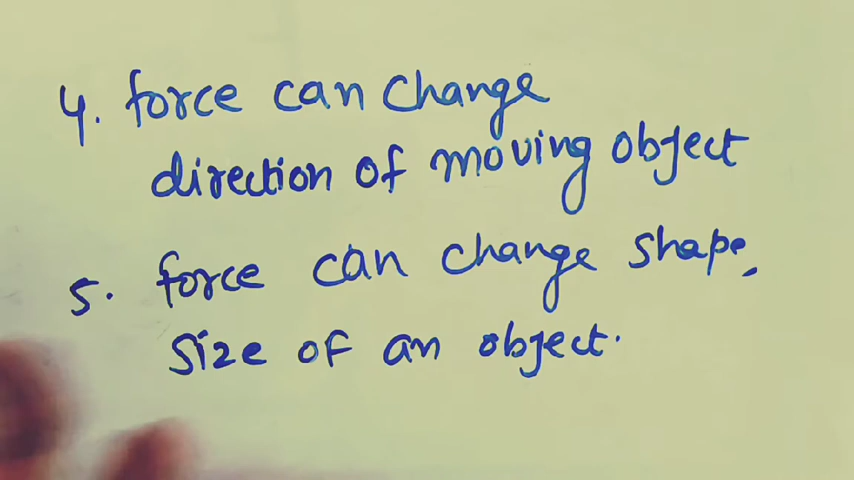 4. force can change
direction of moving object
5. force can change shape,
size of an object.